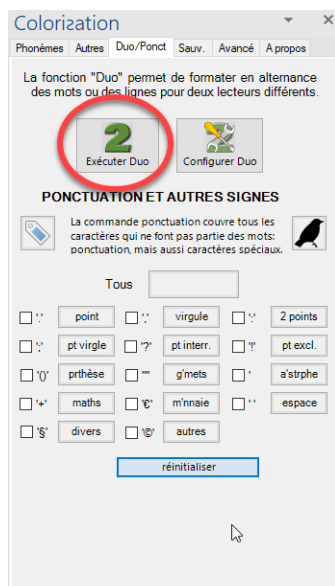 Colorization
Phonèmes Autres Duo/Ponct Sauv. Avancé A propos
La fonction "Duo" permet de formater en alternance
des mots ou des lignes pour deux lecteurs différents.
2
Exécuter Duo Configurer Duo
PONCTUATION ET AUTRES SIGNES
La commande ponctuation couvre tous les
caractères qui ne font pas partie des mots:
ponctuation, mais aussi caractères spéciaux.
Tous
'.' point ',' virgule ':' 2 points
';' pt virgle '?' pt interr. '!' pt excl.
'()' prthèse '"' g'mets ' a'strphe
'+' maths '€' m'nnaie ' ' espace
'§' divers '©' autres
réinitialiser